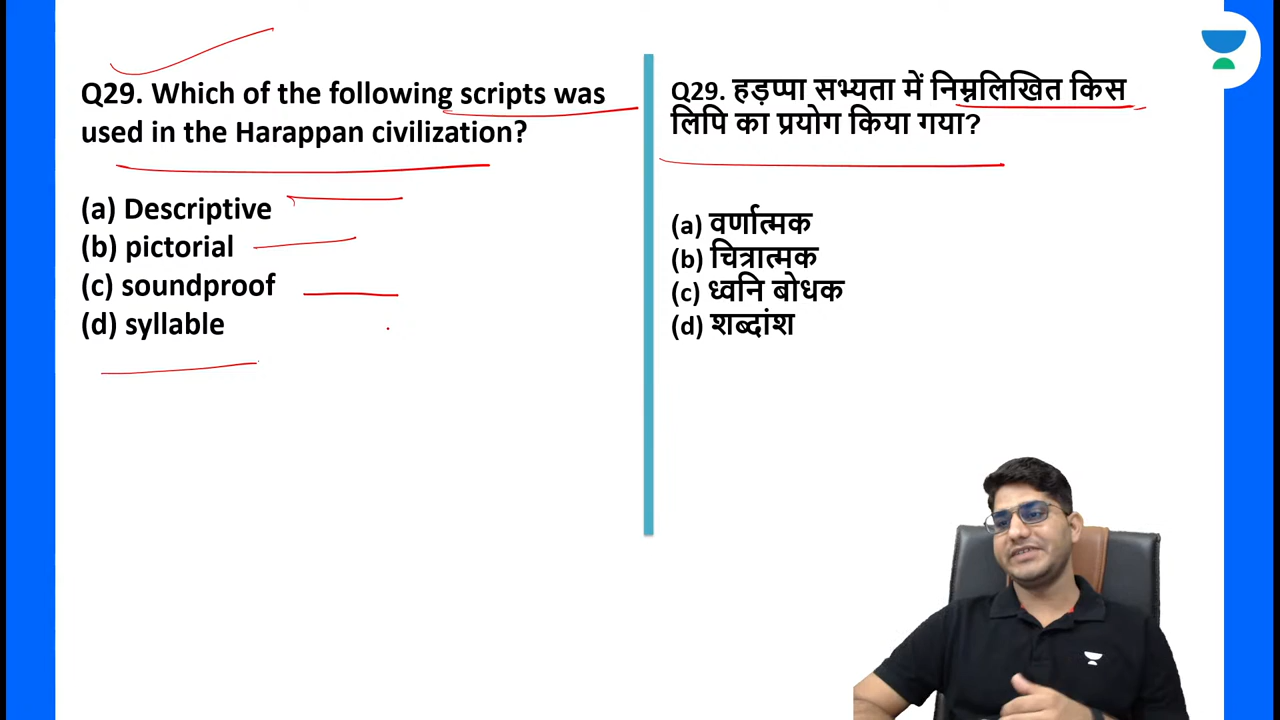 Q29. Which of the following scripts was
used in the Harappan civilization?
(a) Descriptive
(b) pictorial
(c) soundproof
(d) syllable
Q29. हड़प्पा सभ्यता में निम्नलिखित किस
लिपि का प्रयोग किया गया?
(a) वर्णात्मक
(b) चित्रात्मक
(c) ध्वनि बोधक
(d) शब्दांश